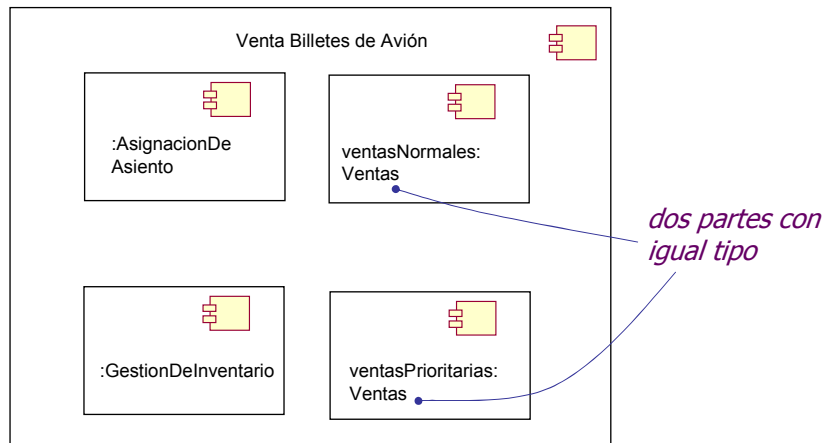 Venta Billetes de Avión
:AsignacionDe
Asiento
ventasNormales:
Ventas
dos partes con
igual tipo
:GestionDeInventario
ventasPrioritarias:
Ventas